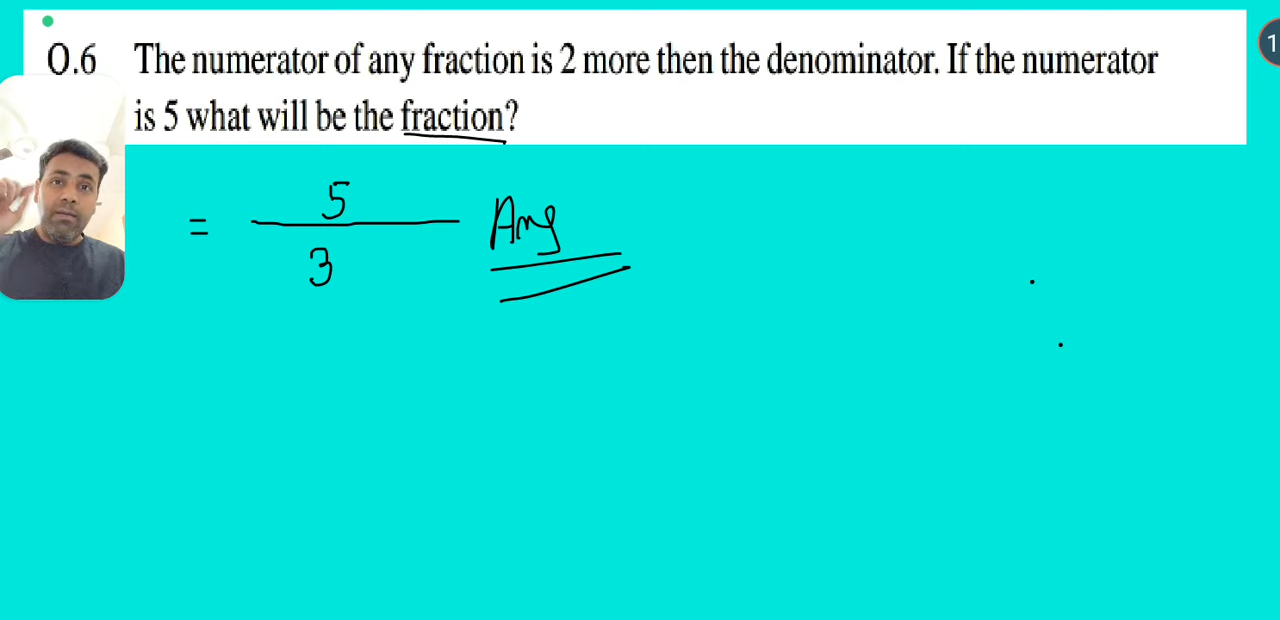 Q.6 The numerator of any fraction is 2 more then the denominator. If the numerator
is 5 what will be the fraction?
5
= Ans
3
1